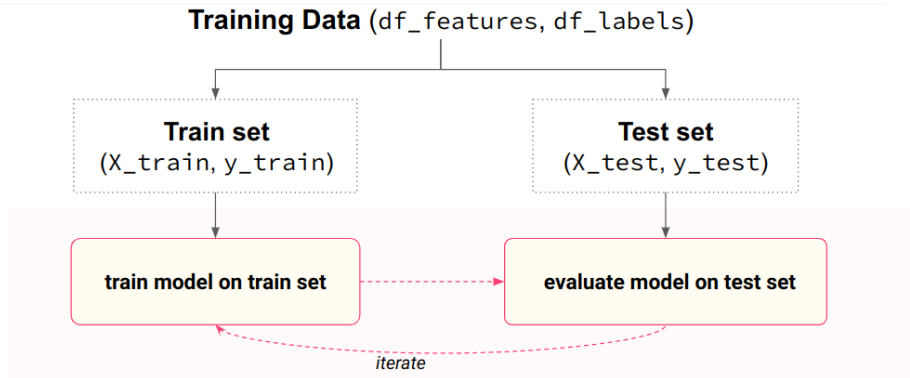 Training Data (df_features, df_labels)
Train set
(X_train, y_train)
Test set
(X_test, y_test)
train model on train set
evaluate model on test set
iterate